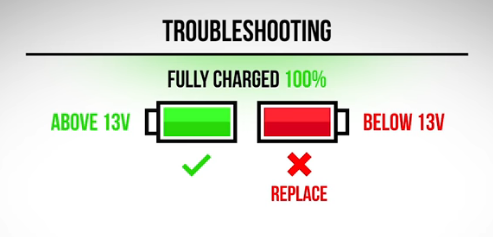 TROUBLESHOOTING
FULLY CHARGED 100%
ABOVE 13V
BELOW 13V
REPLACE